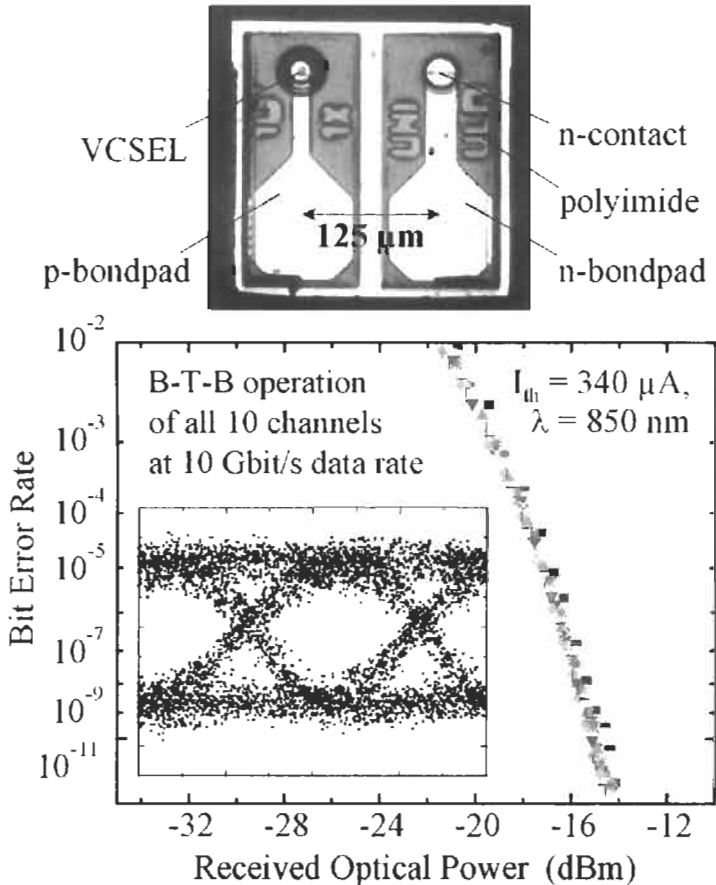 VCSEL
n-contact
polyimide
125 μm
p-bondpad
n-bondpad
10⁻²
10⁻³
10⁻⁴
10⁻⁵
10⁻⁷
10⁻⁹
10⁻¹¹
Bit Error Rate
B-T-B operation
of all 10 channels
at 10 Gbit/s data rate
I_th = 340 μA,
λ = 850 nm
-32 -28 -24 -20 -16 -12
Received Optical Power (dBm)